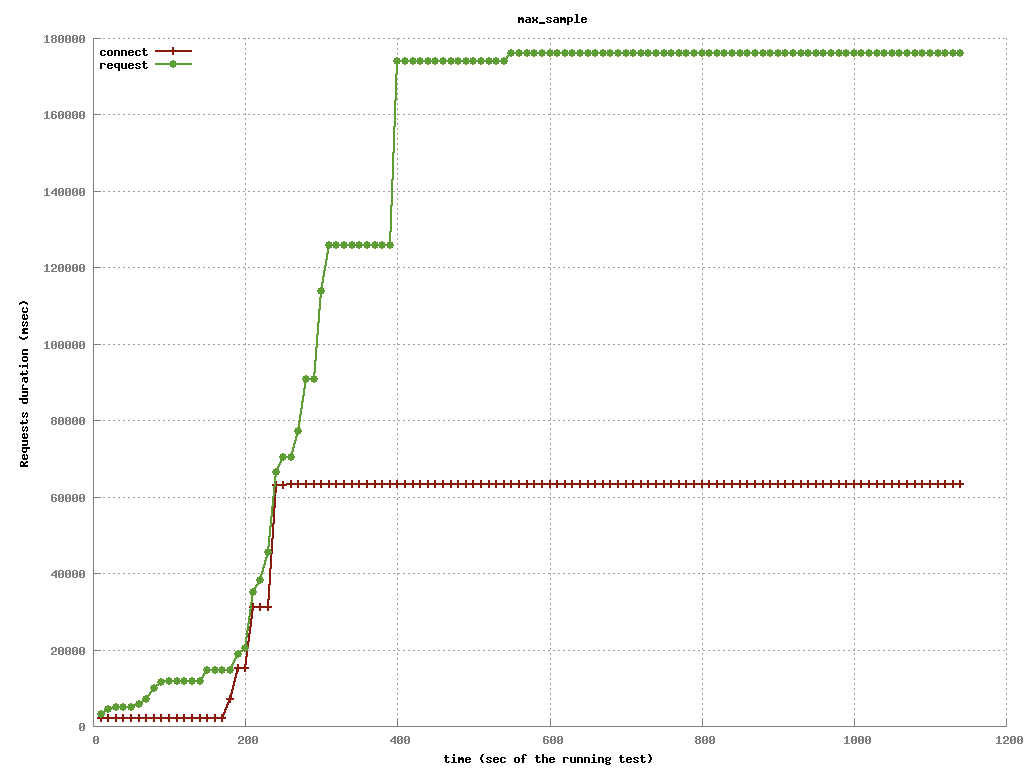 max_sample
connect
request
180000
160000
140000
120000
100000
80000
60000
40000
20000
0
Requests duration (msec)
0 200 400 600 800 1000 1200
time (sec of the running test)